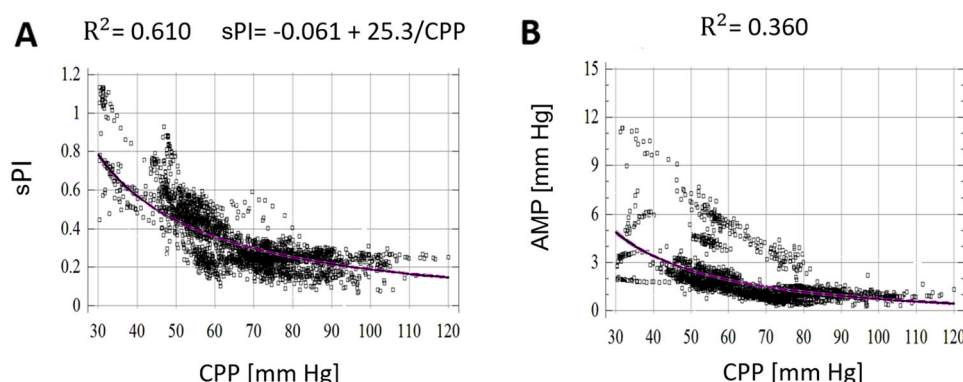 A
R² = 0.610 sPI= -0.061 + 25.3/CPP
1.2
1
0.8
0.6
0.4
0.2
0
sPI
30 40 50 60 70 80 90 100 110 120
CPP [mm Hg]
B
R² = 0.360
15
12
9
6
3
0
AMP [mm Hg]
30 40 50 60 70 80 90 100 110 120
CPP [mm Hg]